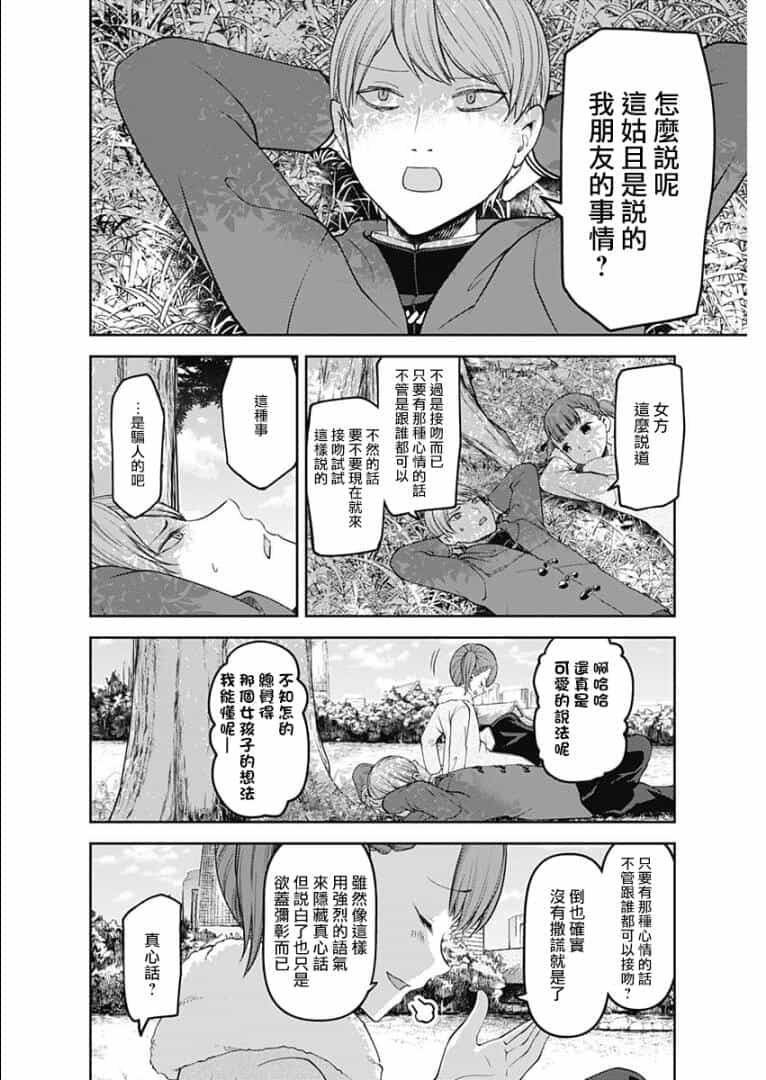 怎麼說呢
這姑且是說的
我朋友的事情?
女方
這麼說道
不過是接吻而已
只要有那種心情的話
不管是跟誰都可以
不然的話
要不要現在就來
接吻試試
這樣說的
這種事
…是騙人的吧
啊哈哈
還真是
可愛的說法呢
不知怎的
總覺得
那個女孩子的想法
我能懂呢—
只要有那種心情的話
不管跟誰都可以接吻?
倒也確實
沒有撒謊就是了
雖然像這樣
用強烈的語氣
來隱藏真心話
但說白了也只是
欲蓋彌彰而已
真心話?